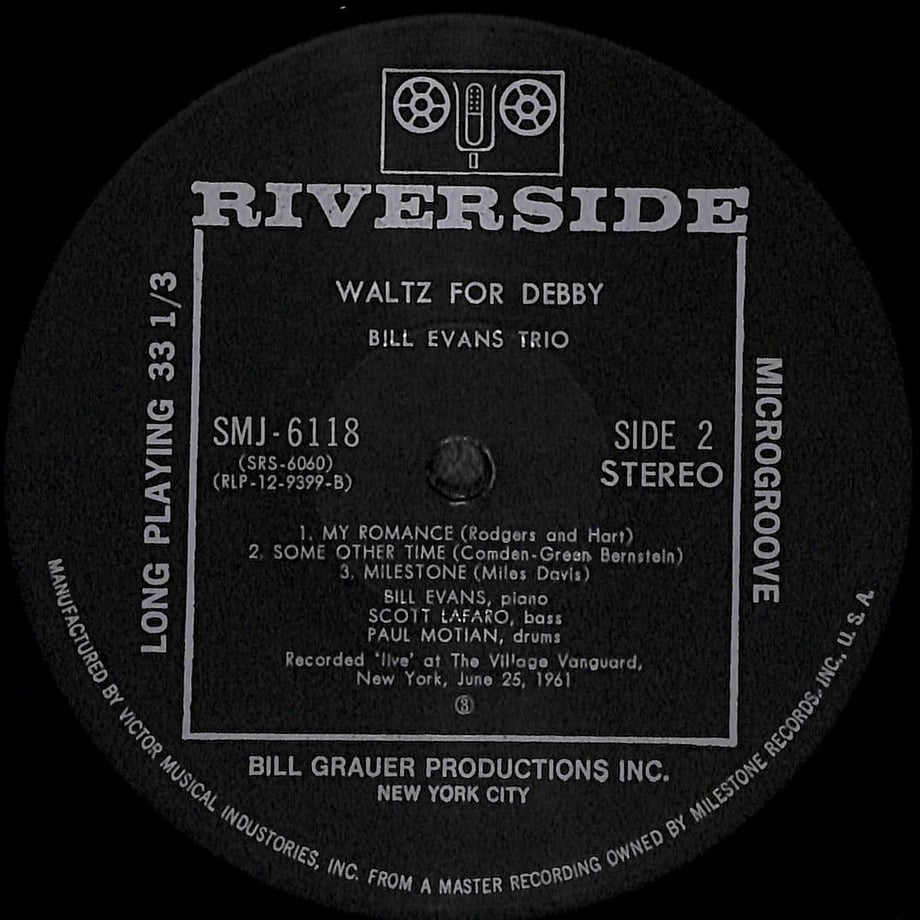 RIVERSIDE
WALTZ FOR DEBBY
BILL EVANS TRIO
LONG PLAYING 33 1/3
MICROGROOVE
SMJ-6118
(SRS-6060)
(RLP-12-9399-B)
SIDE 2
STEREO
1. MY ROMANCE (Rodgers and Hart)
2. SOME OTHER TIME (Comden-Green Bernstein)
3. MILESTONE (Miles Davis)
BILL EVANS, piano
SCOTT LAFARO, bass
PAUL MOTIAN, drums
Recorded 'live' at The Village Vanguard,
New York, June 25, 1961
BILL GRAUER PRODUCTIONS INC.
NEW YORK CITY
MANUFACTURED BY VICTOR MUSICAL INDUSTORIES, INC. FROM A MASTER RECORDING OWNED BY MILESTONE RECORDS, INC., U. S. A.